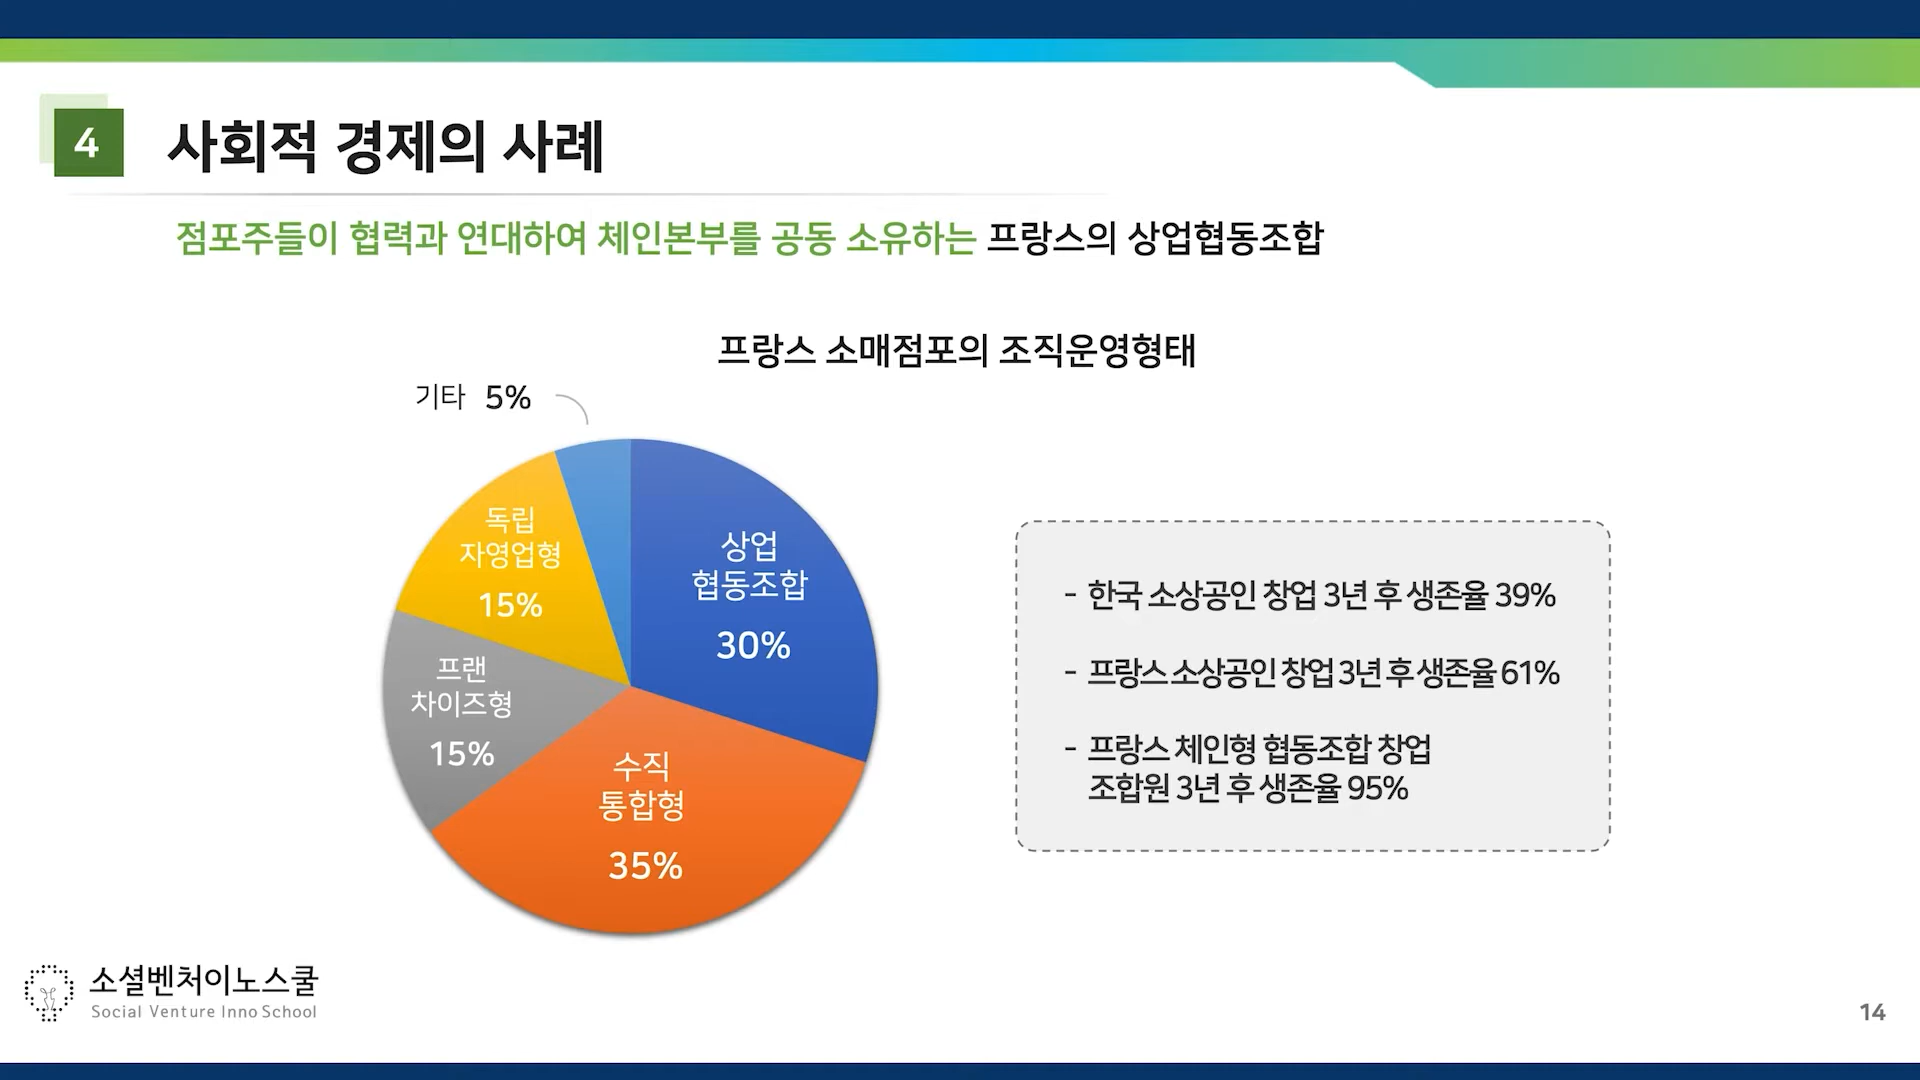 4
사회적 경제의 사례
점포주들이 협력과 연대하여 체인본부를 공동 소유하는 프랑스의 상업협동조합
프랑스 소매점포의 조직운영형태
기타 5%
독립
자영업형
15%
상업
협동조합
30%
프랜
차이즈형
15%
수직
통합형
35%
- 한국 소상공인 창업 3년 후 생존율 39%
- 프랑스 소상공인 창업 3년 후 생존율 61%
- 프랑스 체인형 협동조합 창업
조합원 3년 후 생존율 95%
소셜벤처이노스쿨
Social Venture Inno School
14